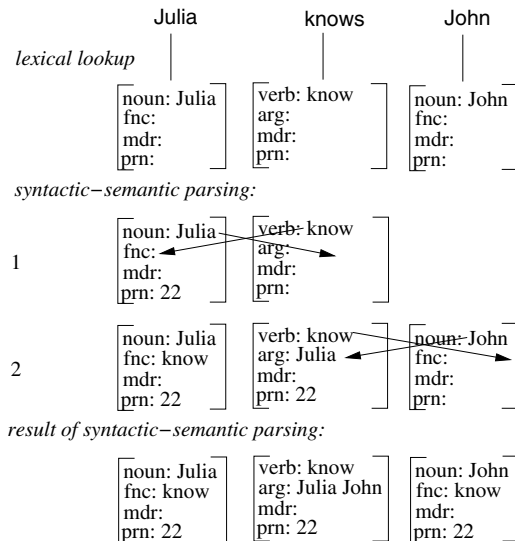 Julia knows John
lexical lookup
noun: Julia verb: know noun: John
fnc: arg: fnc:
mdr: mdr: mdr:
prn: prn: prn:
syntactic−semantic parsing:
noun: Julia verb: know
fnc: arg:
1
mdr: mdr:
prn: 22 prn:
noun: Julia verb: know noun: John
fnc: know arg: Julia fnc:
2
mdr: mdr: mdr:
prn: 22 prn: 22 prn:
result of syntactic−semantic parsing:
noun: Julia verb: know noun: John
fnc: know arg: Julia John fnc: know
mdr: mdr: mdr:
prn: 22 prn: 22 prn: 22